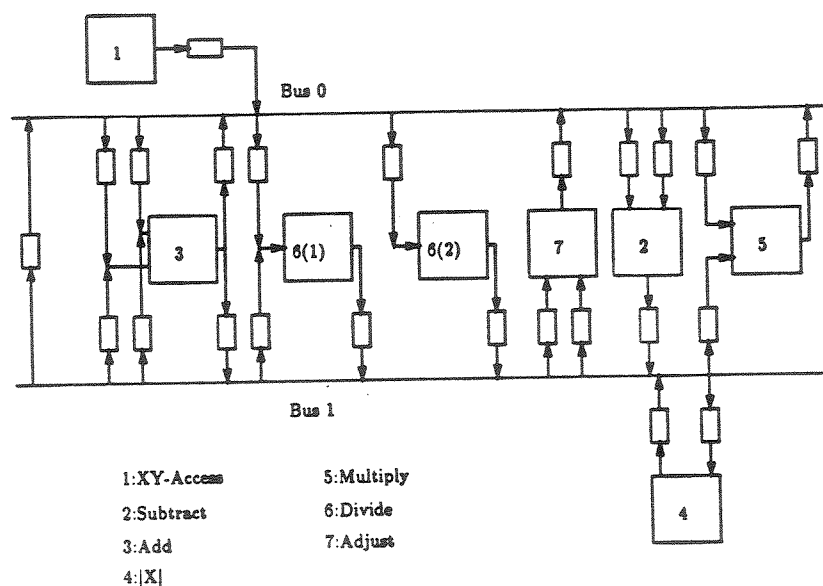 1
Bus 0
3
6(1)
6(2)
7
2
5
Bus 1
4
1:XY-Access
2:Subtract
3:Add
4:|X|
5:Multiply
6:Divide
7:Adjust